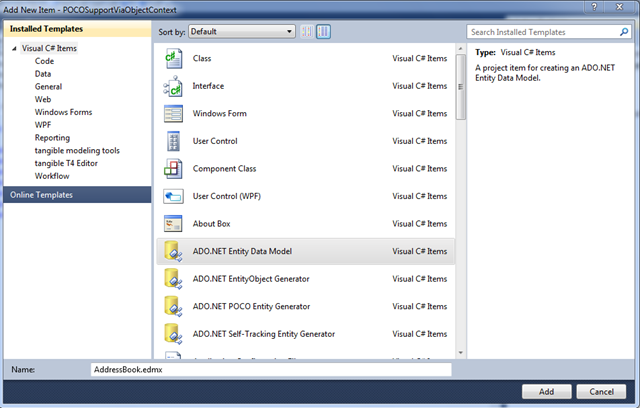 Add New Item - POCOSupportViaObjectContext
Installed Templates
Visual C# Items
Code
Data
General
Web
Windows Forms
WPF
Reporting
tangible modeling tools
tangible T4 Editor
Workflow
Online Templates
Sort by: Default
Class Visual C# Items
Interface Visual C# Items
Windows Form Visual C# Items
User Control Visual C# Items
Component Class Visual C# Items
User Control (WPF) Visual C# Items
About Box Visual C# Items
ADO.NET Entity Data Model Visual C# Items
ADO.NET EntityObject Generator Visual C# Items
ADO.NET POCO Entity Generator Visual C# Items
ADO.NET Self-Tracking Entity Generator Visual C# Items
Search Installed Templates
Type: Visual C# Items
A project item for creating an ADO.NET
Entity Data Model.
Name: AddressBook.edmx
Add Cancel